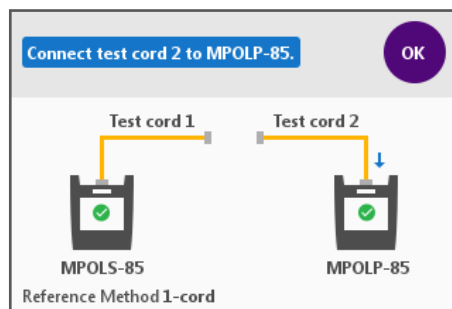 Connect test cord 2 to MPOLP-85.
OK
Test cord 1
Test cord 2
MPOLS-85
MPOLP-85
Reference Method 1-cord